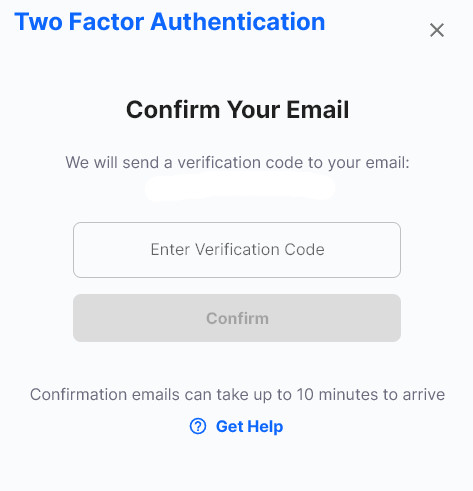 Two Factor Authentication
Confirm Your Email
We will send a verification code to your email:
Enter Verification Code
Confirm
Confirmation emails can take up to 10 minutes to arrive
Get Help